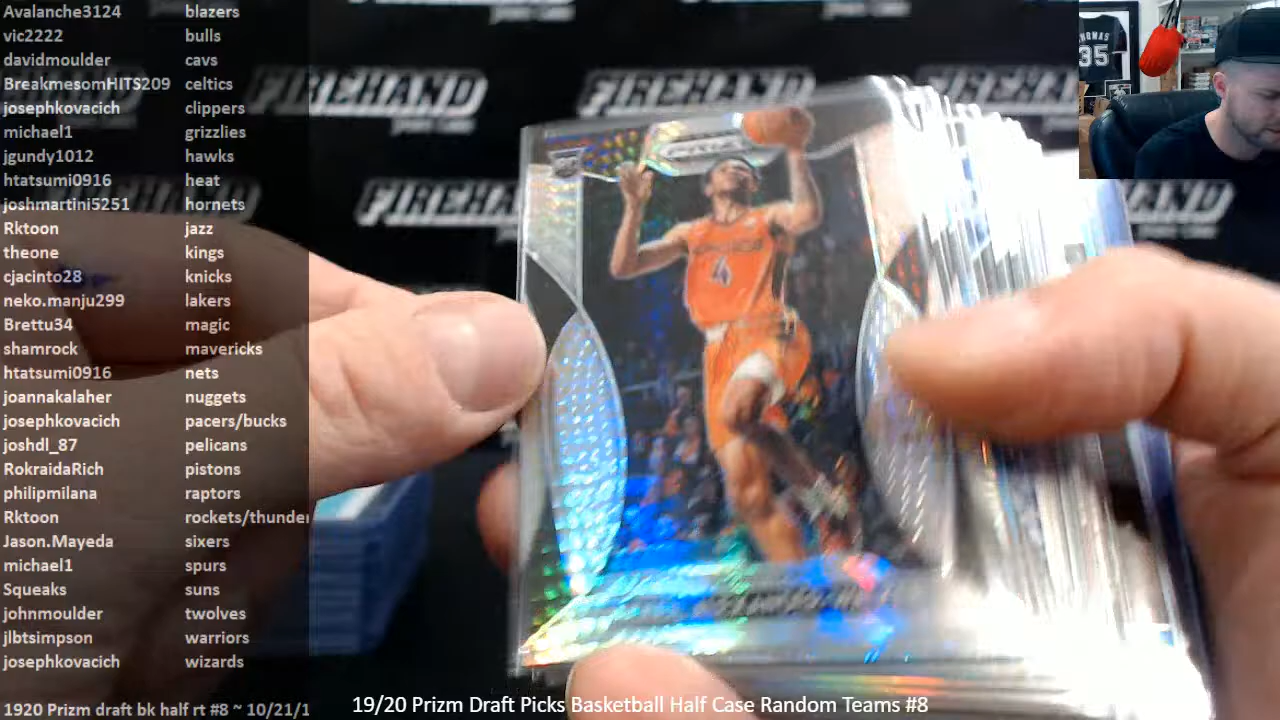 Avalanche3124 blazers
vic2222 bulls
davidmoulder cavs
BreakmesomHITS209 celtics
josephkovacich clippers
michael1 grizzlies
jgundy1012 hawks
htatsumi0916 heat
joshmartini5251 hornets
Rktoon jazz
theone kings
cjacinto28 knicks
neko.manju299 lakers
Brettu34 magic
shamrock mavericks
htatsumi0916 nets
joannakalaher nuggets
josephkovacich pacers/bucks
joshdl_87 pelicans
RokraidaRich pistons
philipmilana raptors
Rktoon rockets/thunder
Jason.Mayeda sixers
michael1 spurs
Squeaks suns
johnmoulder twolves
jlbtsimpson warriors
josephkovacich wizards
1920 Prizm draft bk half rt #8 ~ 10/21/1
FIREHAND
FIREHAND
FIREHAND
FIREHAND
FIREHAND
PRIZM
4
35
19/20 Prizm Draft Picks Basketball Half Case Random Teams #8